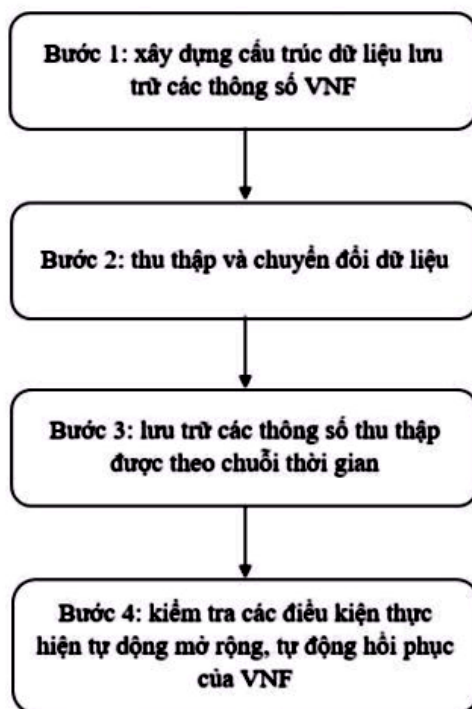 Bước 1: xây dựng cấu trúc dữ liệu lưu
trữ các thông số VNF
Bước 2: thu thập và chuyển đổi dữ liệu
Bước 3: lưu trữ các thông số thu thập
được theo chuỗi thời gian
Bước 4: kiểm tra các điều kiện thực
hiện tự dộng mở rộng, tự động hồi phục
của VNF